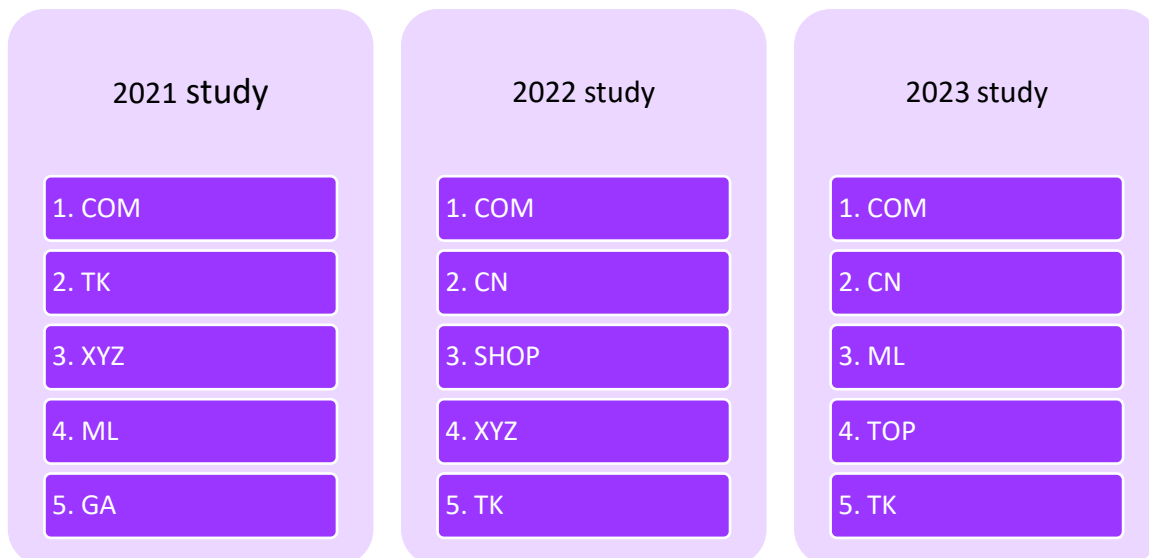 2021 study
1. COM
2. TK
3. XYZ
4. ML
5. GA
2022 study
1. COM
2. CN
3. SHOP
4. XYZ
5. TK
2023 study
1. COM
2. CN
3. ML
4. TOP
5. TK